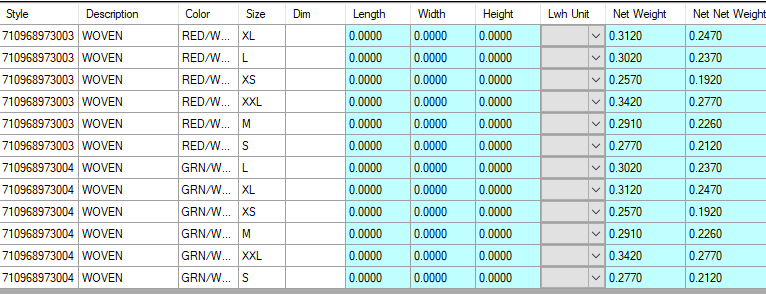 Style Description Color Size Dim Length Width Height Lwh Unit Net Weight Net Net Weight
710968973003 WOVEN RED/W... XL 0.0000 0.0000 0.0000 0.3120 0.2470
710968973003 WOVEN RED/W... L 0.0000 0.0000 0.0000 0.3020 0.2370
710968973003 WOVEN RED/W... XS 0.0000 0.0000 0.0000 0.2570 0.1920
710968973003 WOVEN RED/W... XXL 0.0000 0.0000 0.0000 0.3420 0.2770
710968973003 WOVEN RED/W... M 0.0000 0.0000 0.0000 0.2910 0.2260
710968973003 WOVEN RED/W... S 0.0000 0.0000 0.0000 0.2770 0.2120
710968973004 WOVEN GRN/W... L 0.0000 0.0000 0.0000 0.3020 0.2370
710968973004 WOVEN GRN/W... XL 0.0000 0.0000 0.0000 0.3120 0.2470
710968973004 WOVEN GRN/W... XS 0.0000 0.0000 0.0000 0.2570 0.1920
710968973004 WOVEN GRN/W... M 0.0000 0.0000 0.0000 0.2910 0.2260
710968973004 WOVEN GRN/W... XXL 0.0000 0.0000 0.0000 0.3420 0.2770
710968973004 WOVEN GRN/W... S 0.0000 0.0000 0.0000 0.2770 0.2120